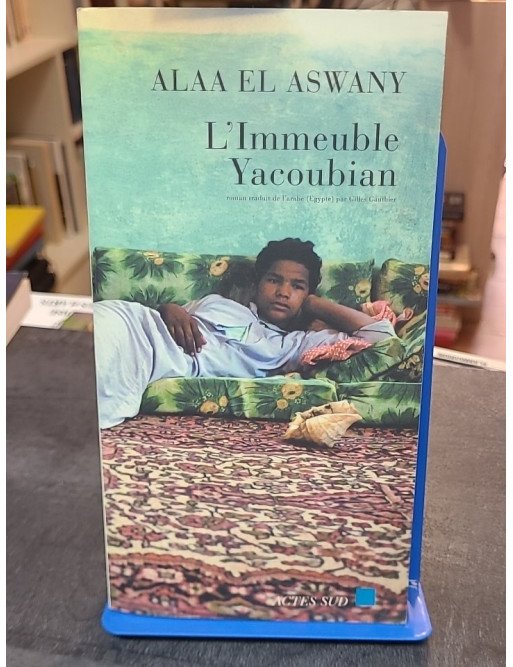 ALAA EL ASWANY
L'Immeuble
Yacoubian
roman traduit de l'arabe (Égypte) par Gilles Gauthier
ACTES SUD